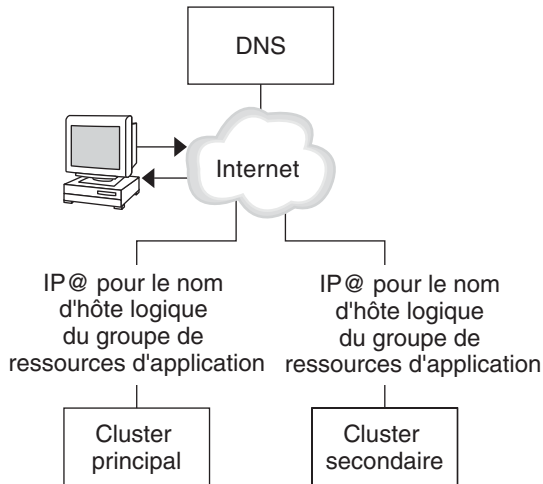 DNS
Internet
IP@ pour le nom
d'hôte logique
du groupe de
ressources d'application
IP@ pour le nom
d'hôte logique
du groupe de
ressources d'application
Cluster
principal
Cluster
secondaire